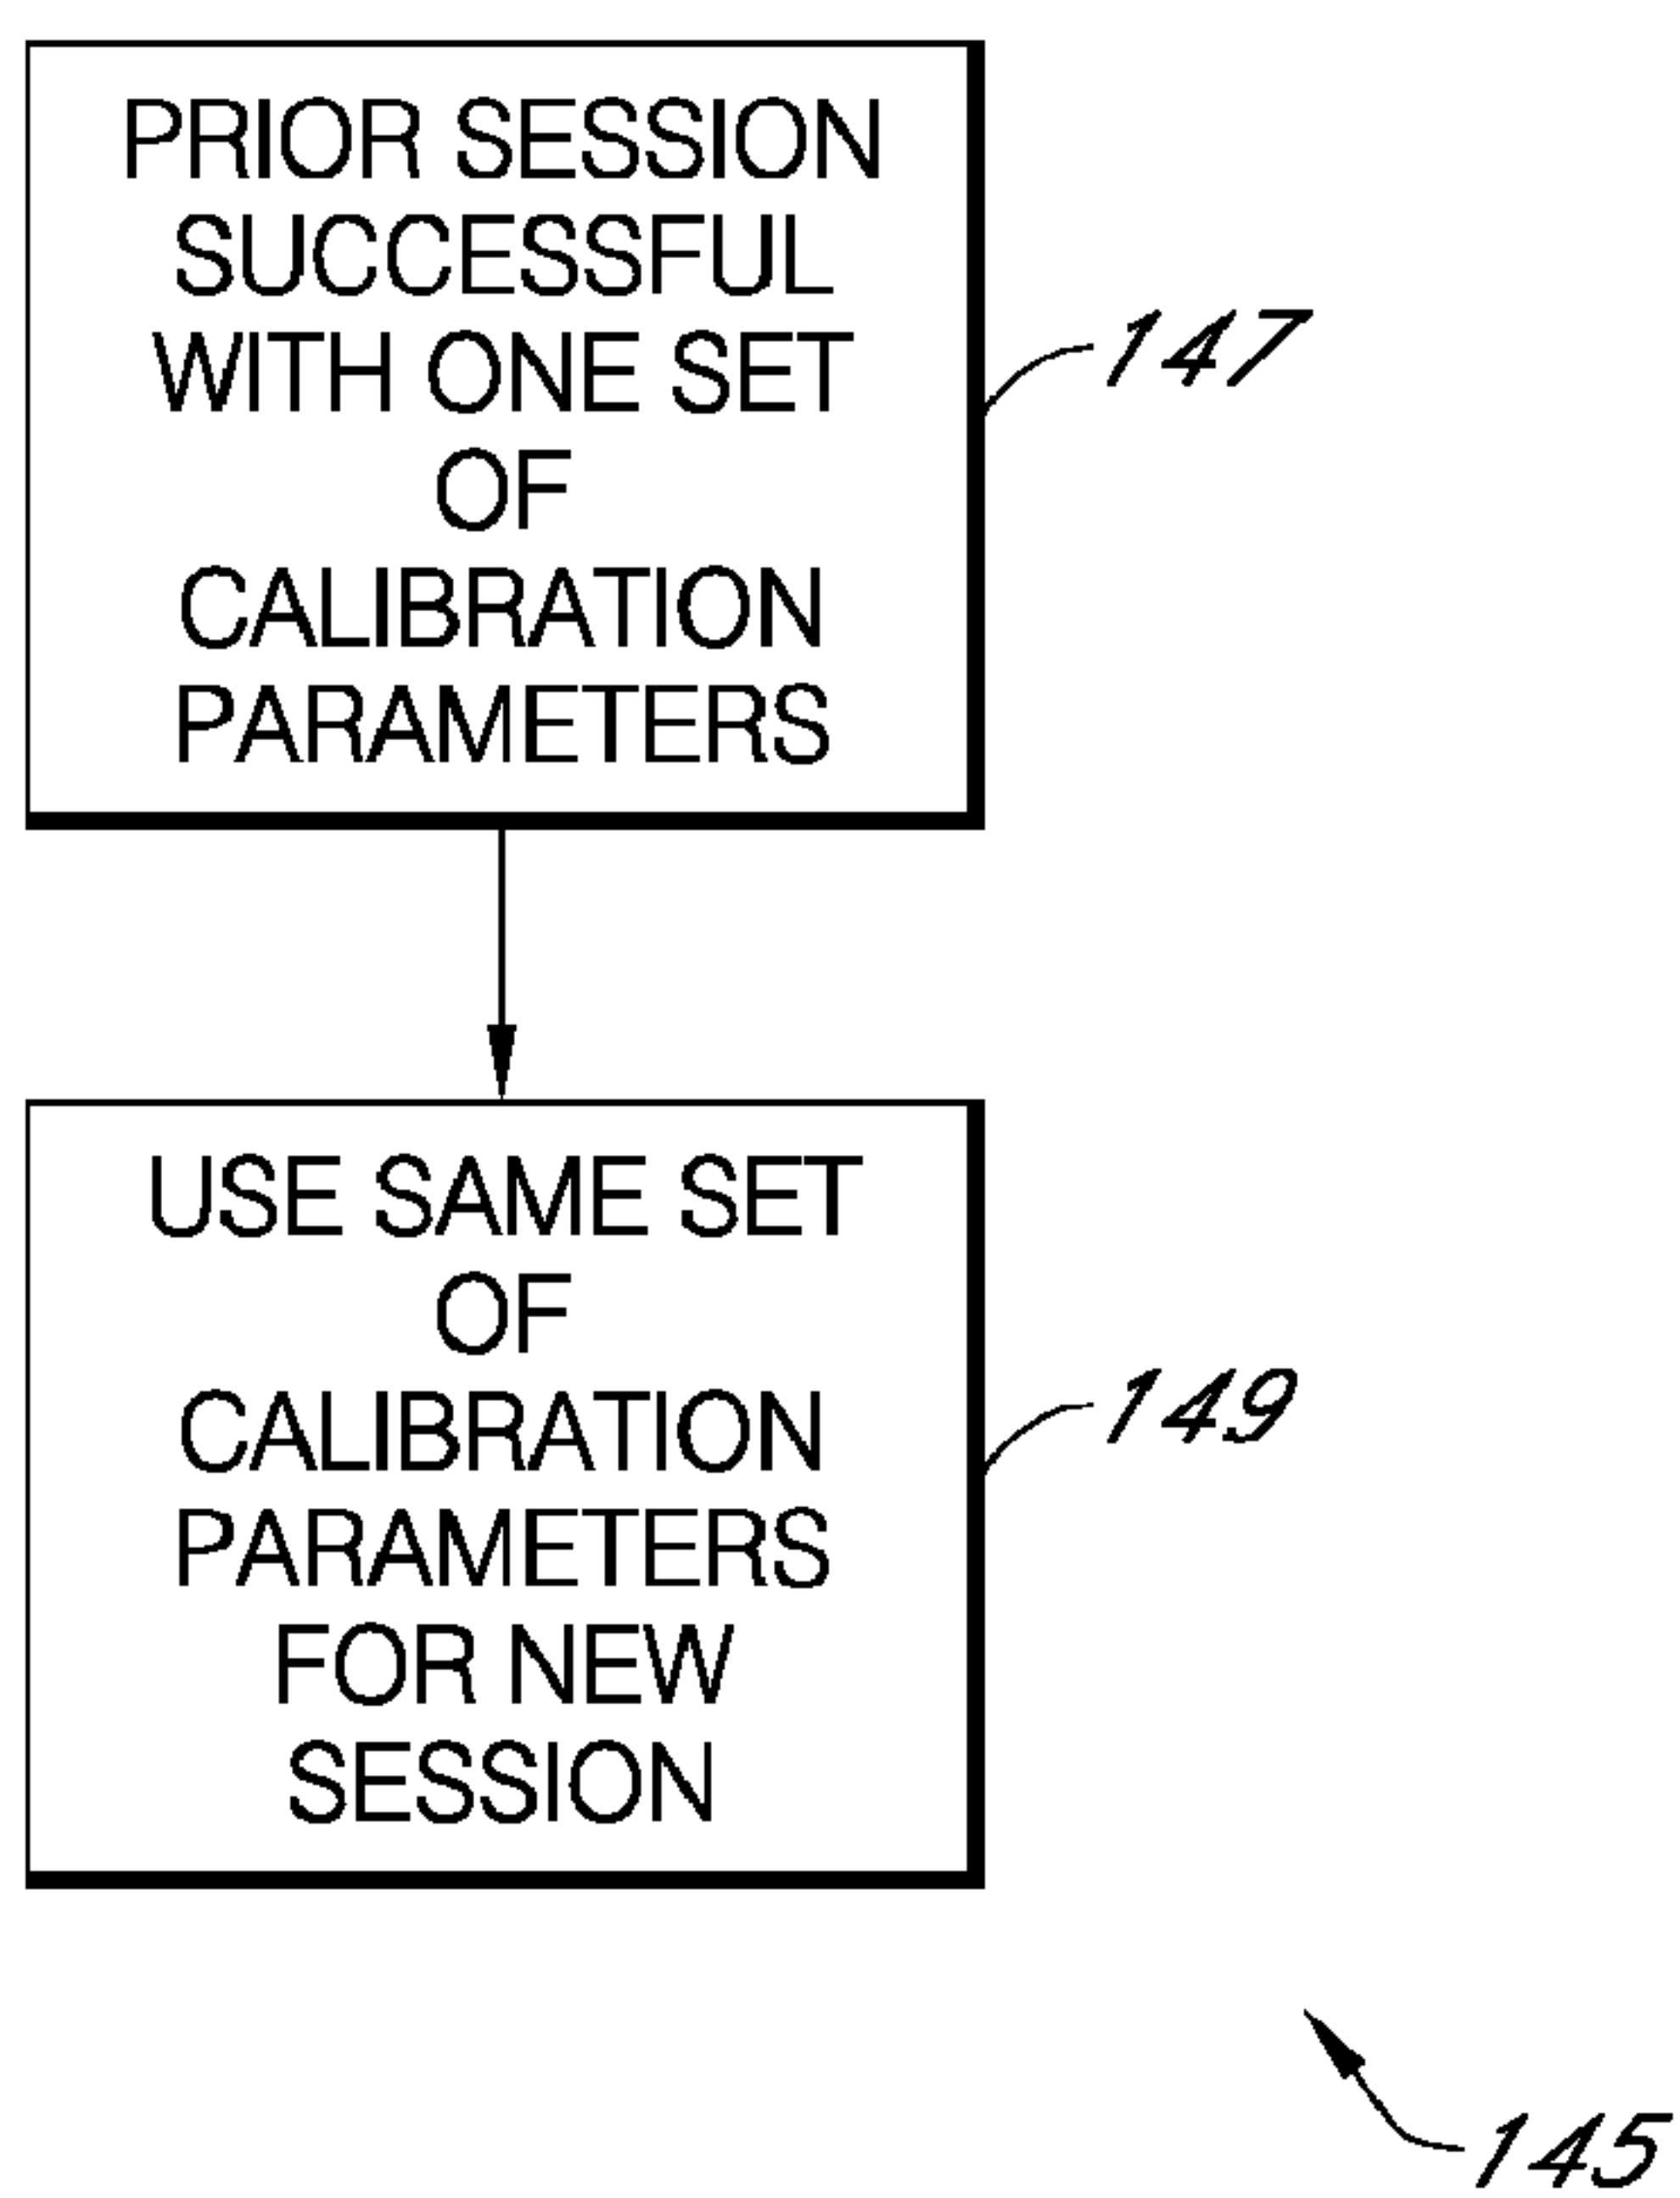 PRIOR SESSION
SUCCESSFUL
WITH ONE SET
OF
CALIBRATION
PARAMETERS
147
USE SAME SET
OF
CALIBRATION
PARAMETERS
FOR NEW
SESSION
149
145